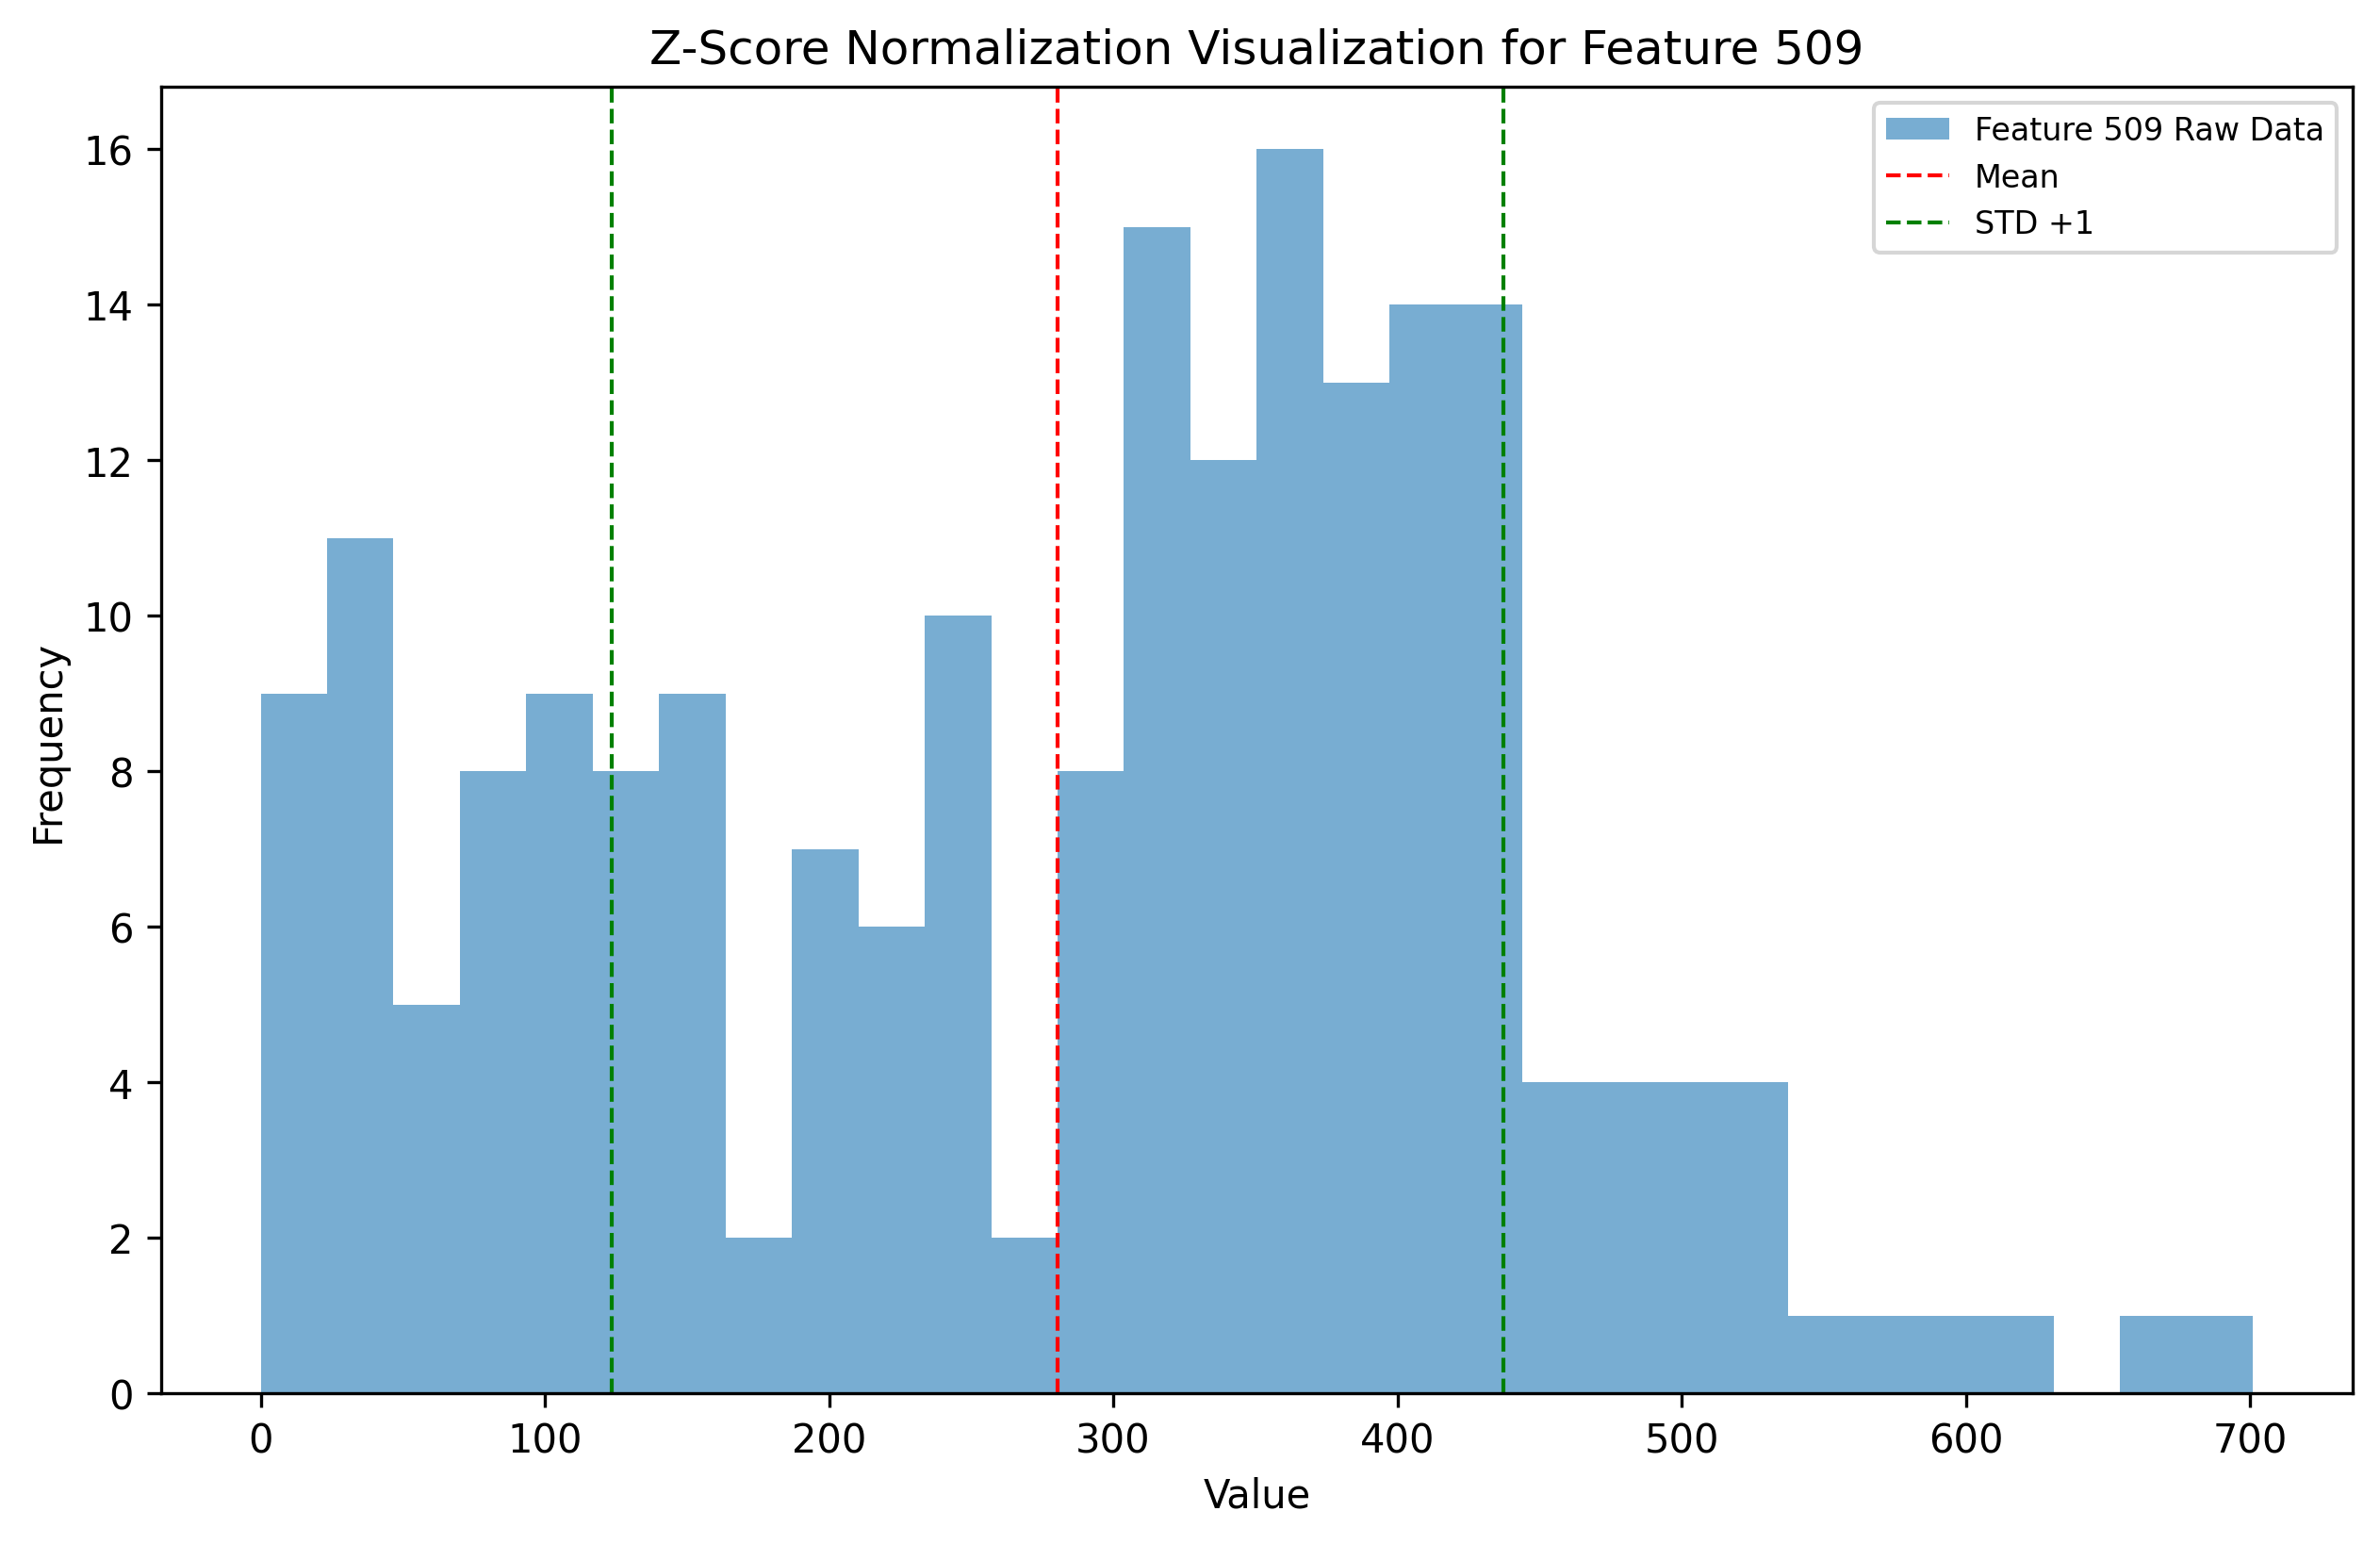 Z-Score Normalization Visualization for Feature 509
Feature 509 Raw Data
Mean
STD +1
16
14
12
10
8
6
4
2
0
Frequency
0 100 200 300 400 500 600 700
Value